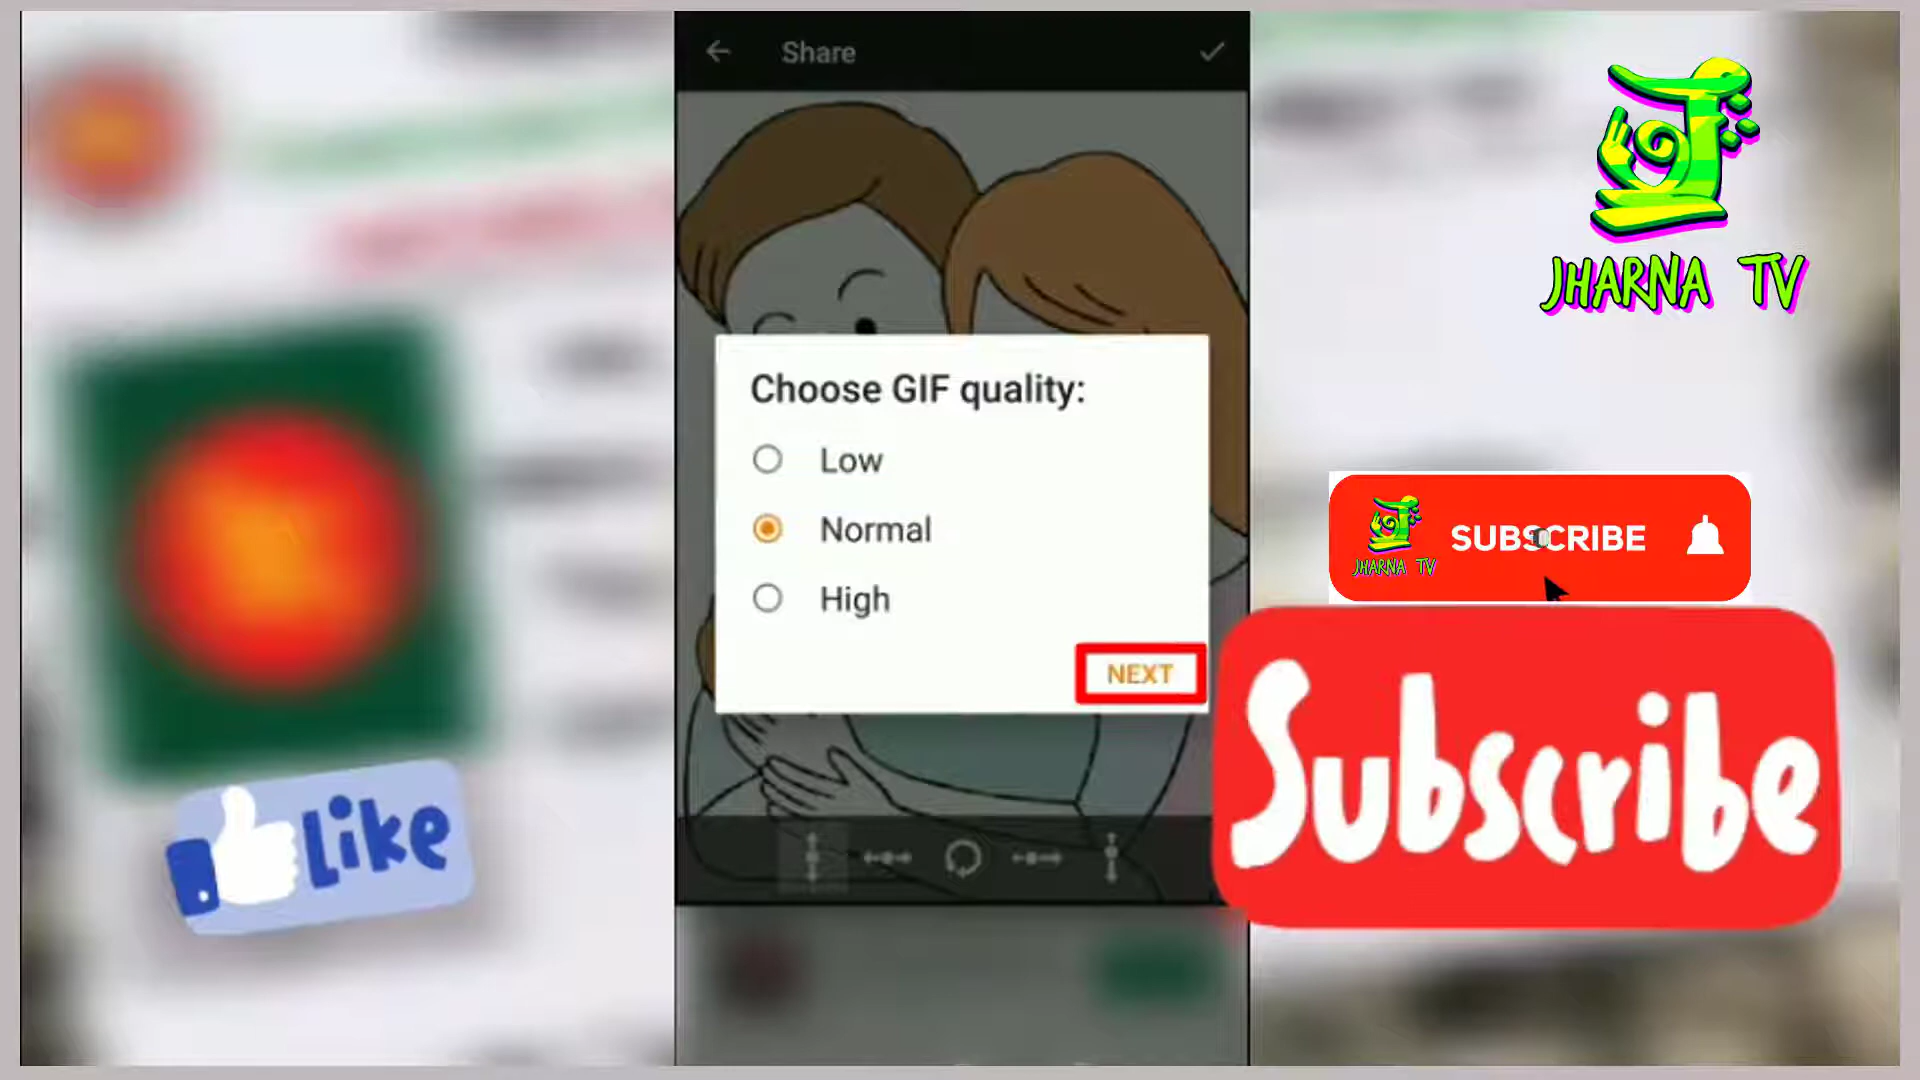 Share
JHARNA TV
Choose GIF quality:
Low
Normal
High
NEXT
JHARNA TV
SUBSCRIBE
Subscribe
Like